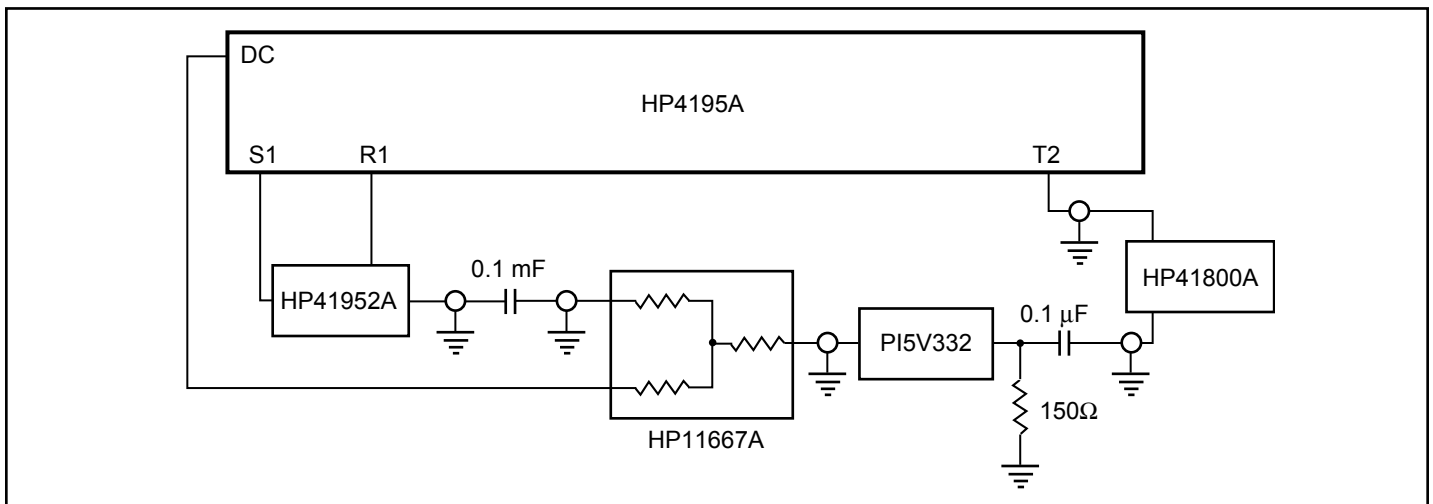 DC
HP4195A
S1
R1
T2
0.1 mF
HP41952A
HP41800A
0.1 µF
PI5V332
150Ω
HP11667A